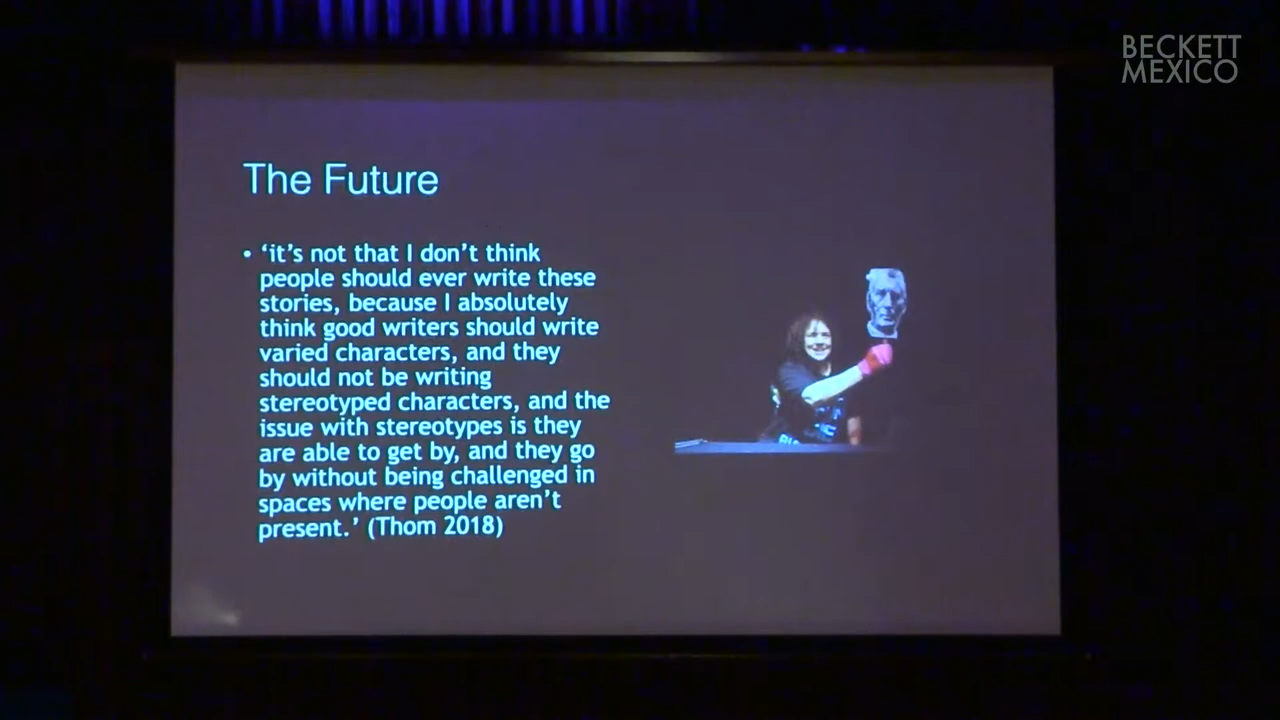 BECKETT
MEXICO
The Future
• ‘it’s not that I don’t think
people should ever write these
stories, because I absolutely
think good writers should write
varied characters, and they
should not be writing
stereotyped characters, and the
issue with stereotypes is they
are able to get by, and they go
by without being challenged in
spaces where people aren’t
present.’ (Thom 2018)